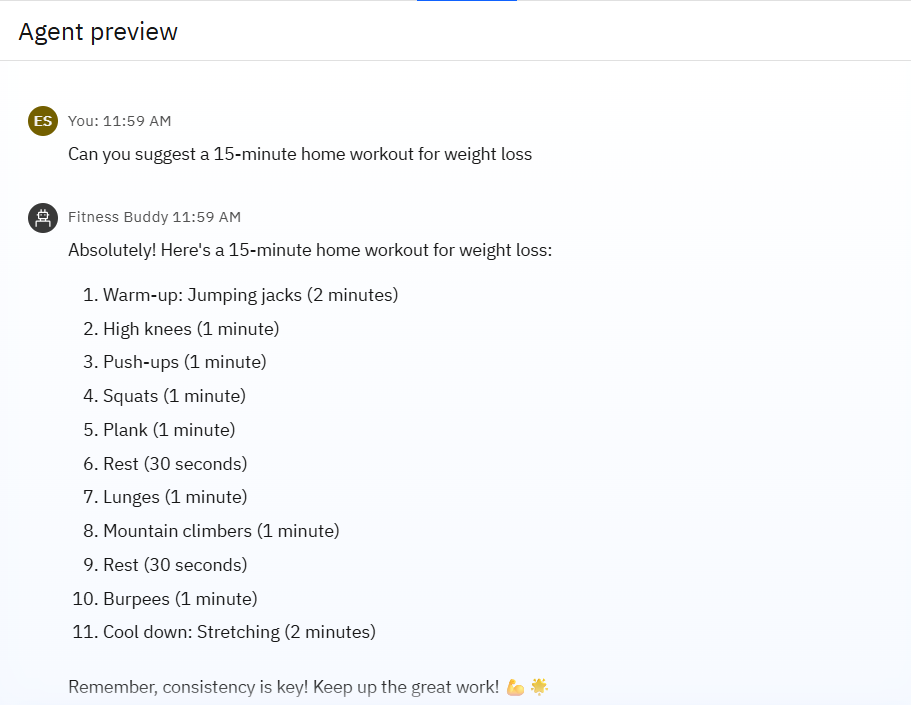 Agent preview
ES
You: 11:59 AM
Can you suggest a 15-minute home workout for weight loss
Fitness Buddy 11:59 AM
Absolutely! Here's a 15-minute home workout for weight loss:
1. Warm-up: Jumping jacks (2 minutes)
2. High knees (1 minute)
3. Push-ups (1 minute)
4. Squats (1 minute)
5. Plank (1 minute)
6. Rest (30 seconds)
7. Lunges (1 minute)
8. Mountain climbers (1 minute)
9. Rest (30 seconds)
10. Burpees (1 minute)
11. Cool down: Stretching (2 minutes)
Remember, consistency is key! Keep up the great work! 💪 🌟